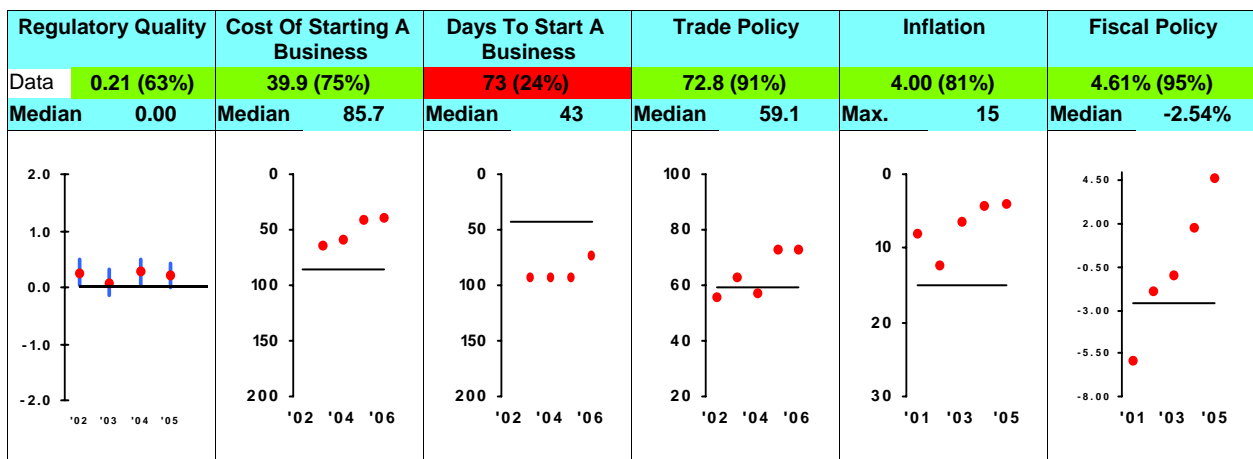 Regulatory Quality
Cost Of Starting A
Business
Days To Start A
Business
Trade Policy
Inflation
Fiscal Policy
Data 0.21 (63%) 39.9 (75%) 73 (24%) 72.8 (91%) 4.00 (81%) 4.61% (95%)
Median 0.00 Median 85.7 Median 43 Median 59.1 Max. 15 Median -2.54%
2.0
1.0
0.0
-1.0
-2.0
'02 '03 '04 '05
0
50
100
150
200
'02 '04 '06
0
50
100
150
200
'02 '04 '06
100
80
60
40
20
'02 '04 '06
0
10
20
30
'01 '03 '05
4.50
2.00
-0.50
-3.00
-5.50
-8.00
'01 '03 '05